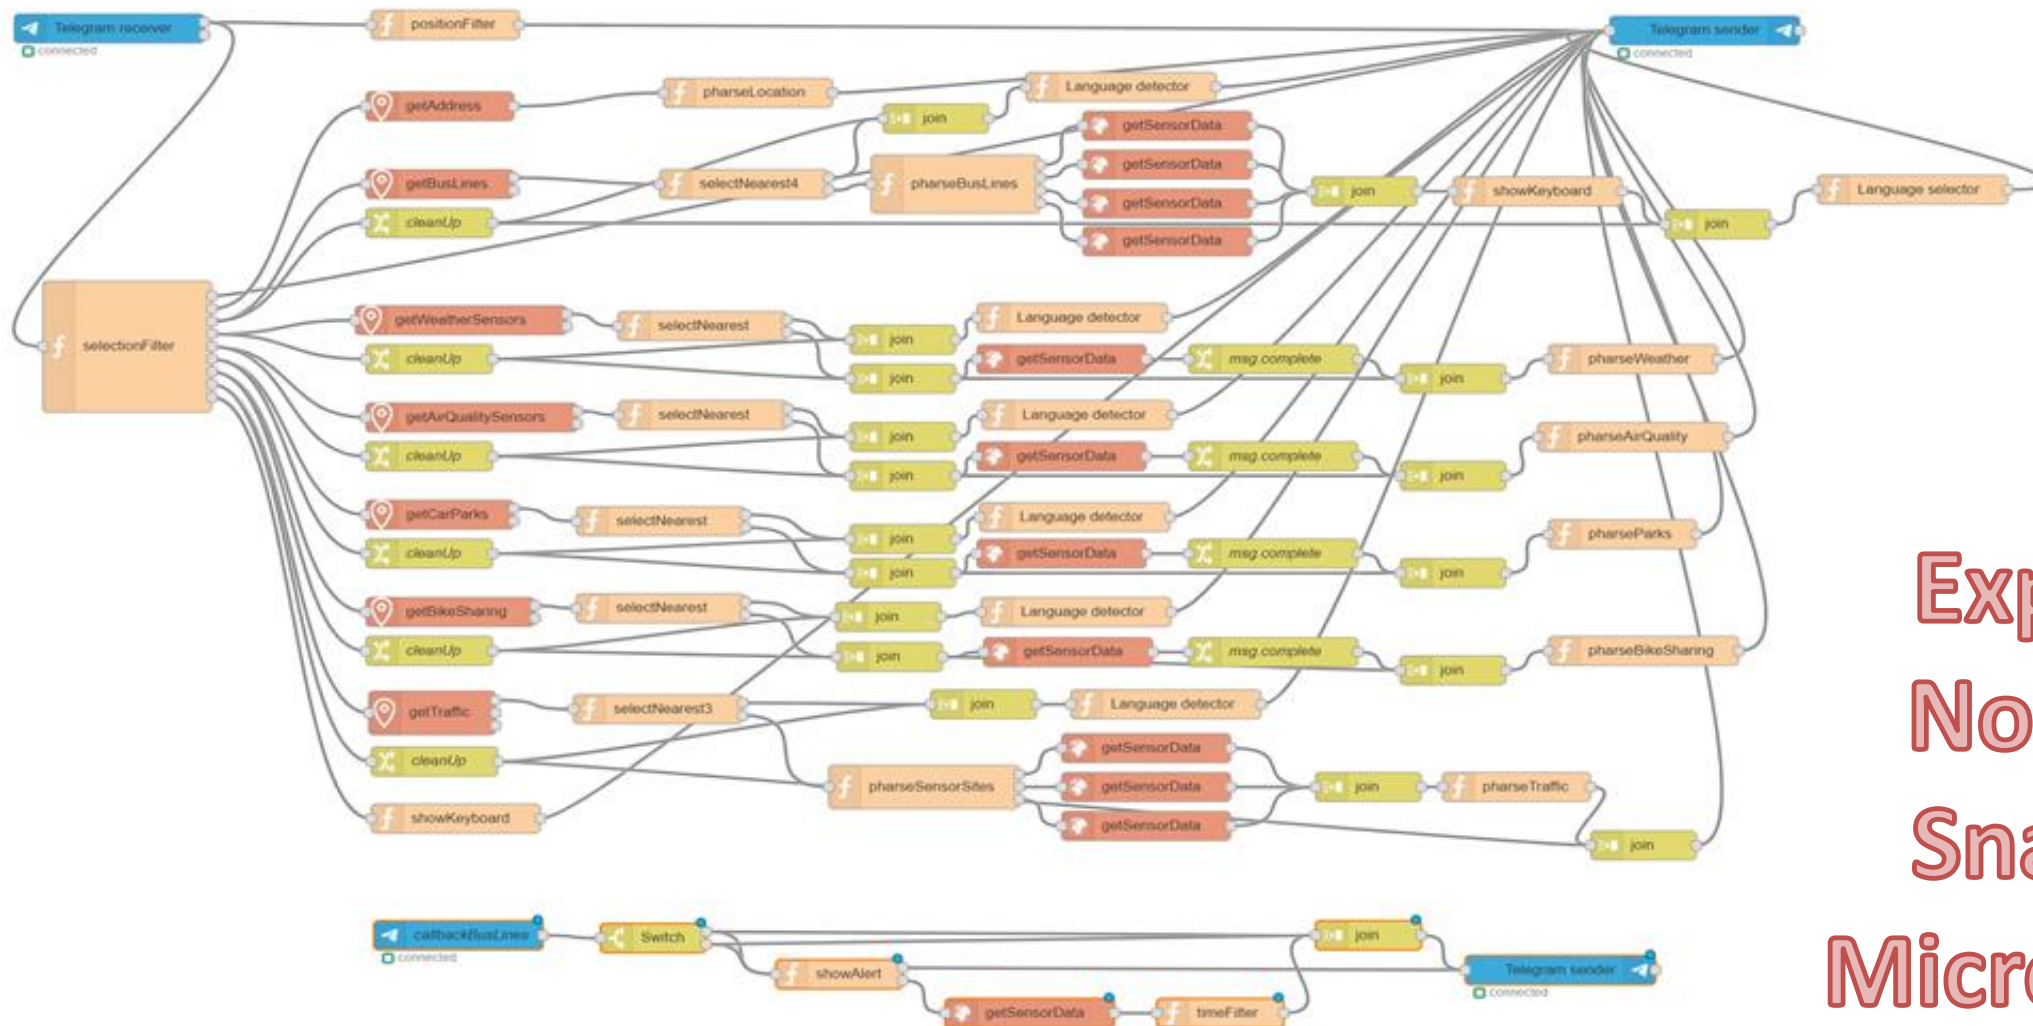 Telegram receiver
connected
positionFilter
Telegram sender
connected
getAddress
pharseLocation
Language detector
join
getSensorData
getBusLines
selectNearest4
pharseBusLines
getSensorData
join
showKeyboard
Language selector
cleanUp
getSensorData
join
getSensorData
selectionFilter
getWeatherSensors
selectNearest
Language detector
join
cleanUp
getSensorData
msg complete
pharseWeather
join
join
getAirQualitySensors
selectNearest
Language detector
join
pharseAirQuality
cleanUp
getSensorData
msg complete
join
join
getCarParks
selectNearest
Language detector
join
pharseParks
cleanUp
getSensorData
msg complete
join
join
getBikeSharing
selectNearest
join
Language detector
cleanUp
join
getSensorData
msg complete
pharseBikeSharing
join
getTraffic
selectNearest3
join
Language detector
cleanUp
getSensorData
pharseSensorSites
getSensorData
join
pharseTraffic
showKeyboard
getSensorData
join
callbackBusLines
connected
Switch
join
showAlert
Telegram sender
connected
getSensorData
timeFilter
Exp
No
Sna
Micro